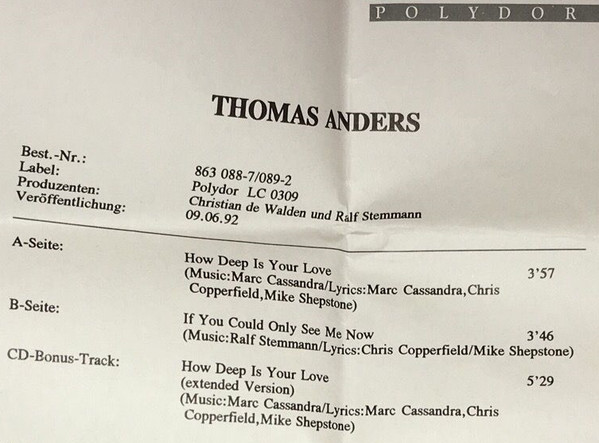 POLYDOR
THOMAS ANDERS
Best.-Nr.: 863 088-7/089-2
Label: Polydor LC 0309
Produzenten: Christian de Walden und Ralf Stemmann
Veröffentlichung: 09.06.92
A-Seite: How Deep Is Your Love 3'57
(Music:Marc Cassandra/Lyrics:Marc Cassandra,Chris
Copperfield,Mike Shepstone)
B-Seite: If You Could Only See Me Now 3'46
(Music:Ralf Stemmann/Lyrics:Chris Copperfield/Mike Shepstone)
CD-Bonus-Track: How Deep Is Your Love 5'29
(extended Version)
(Music:Marc Cassandra/Lyrics:Marc Cassandra,Chris
Copperfield,Mike Shepstone)